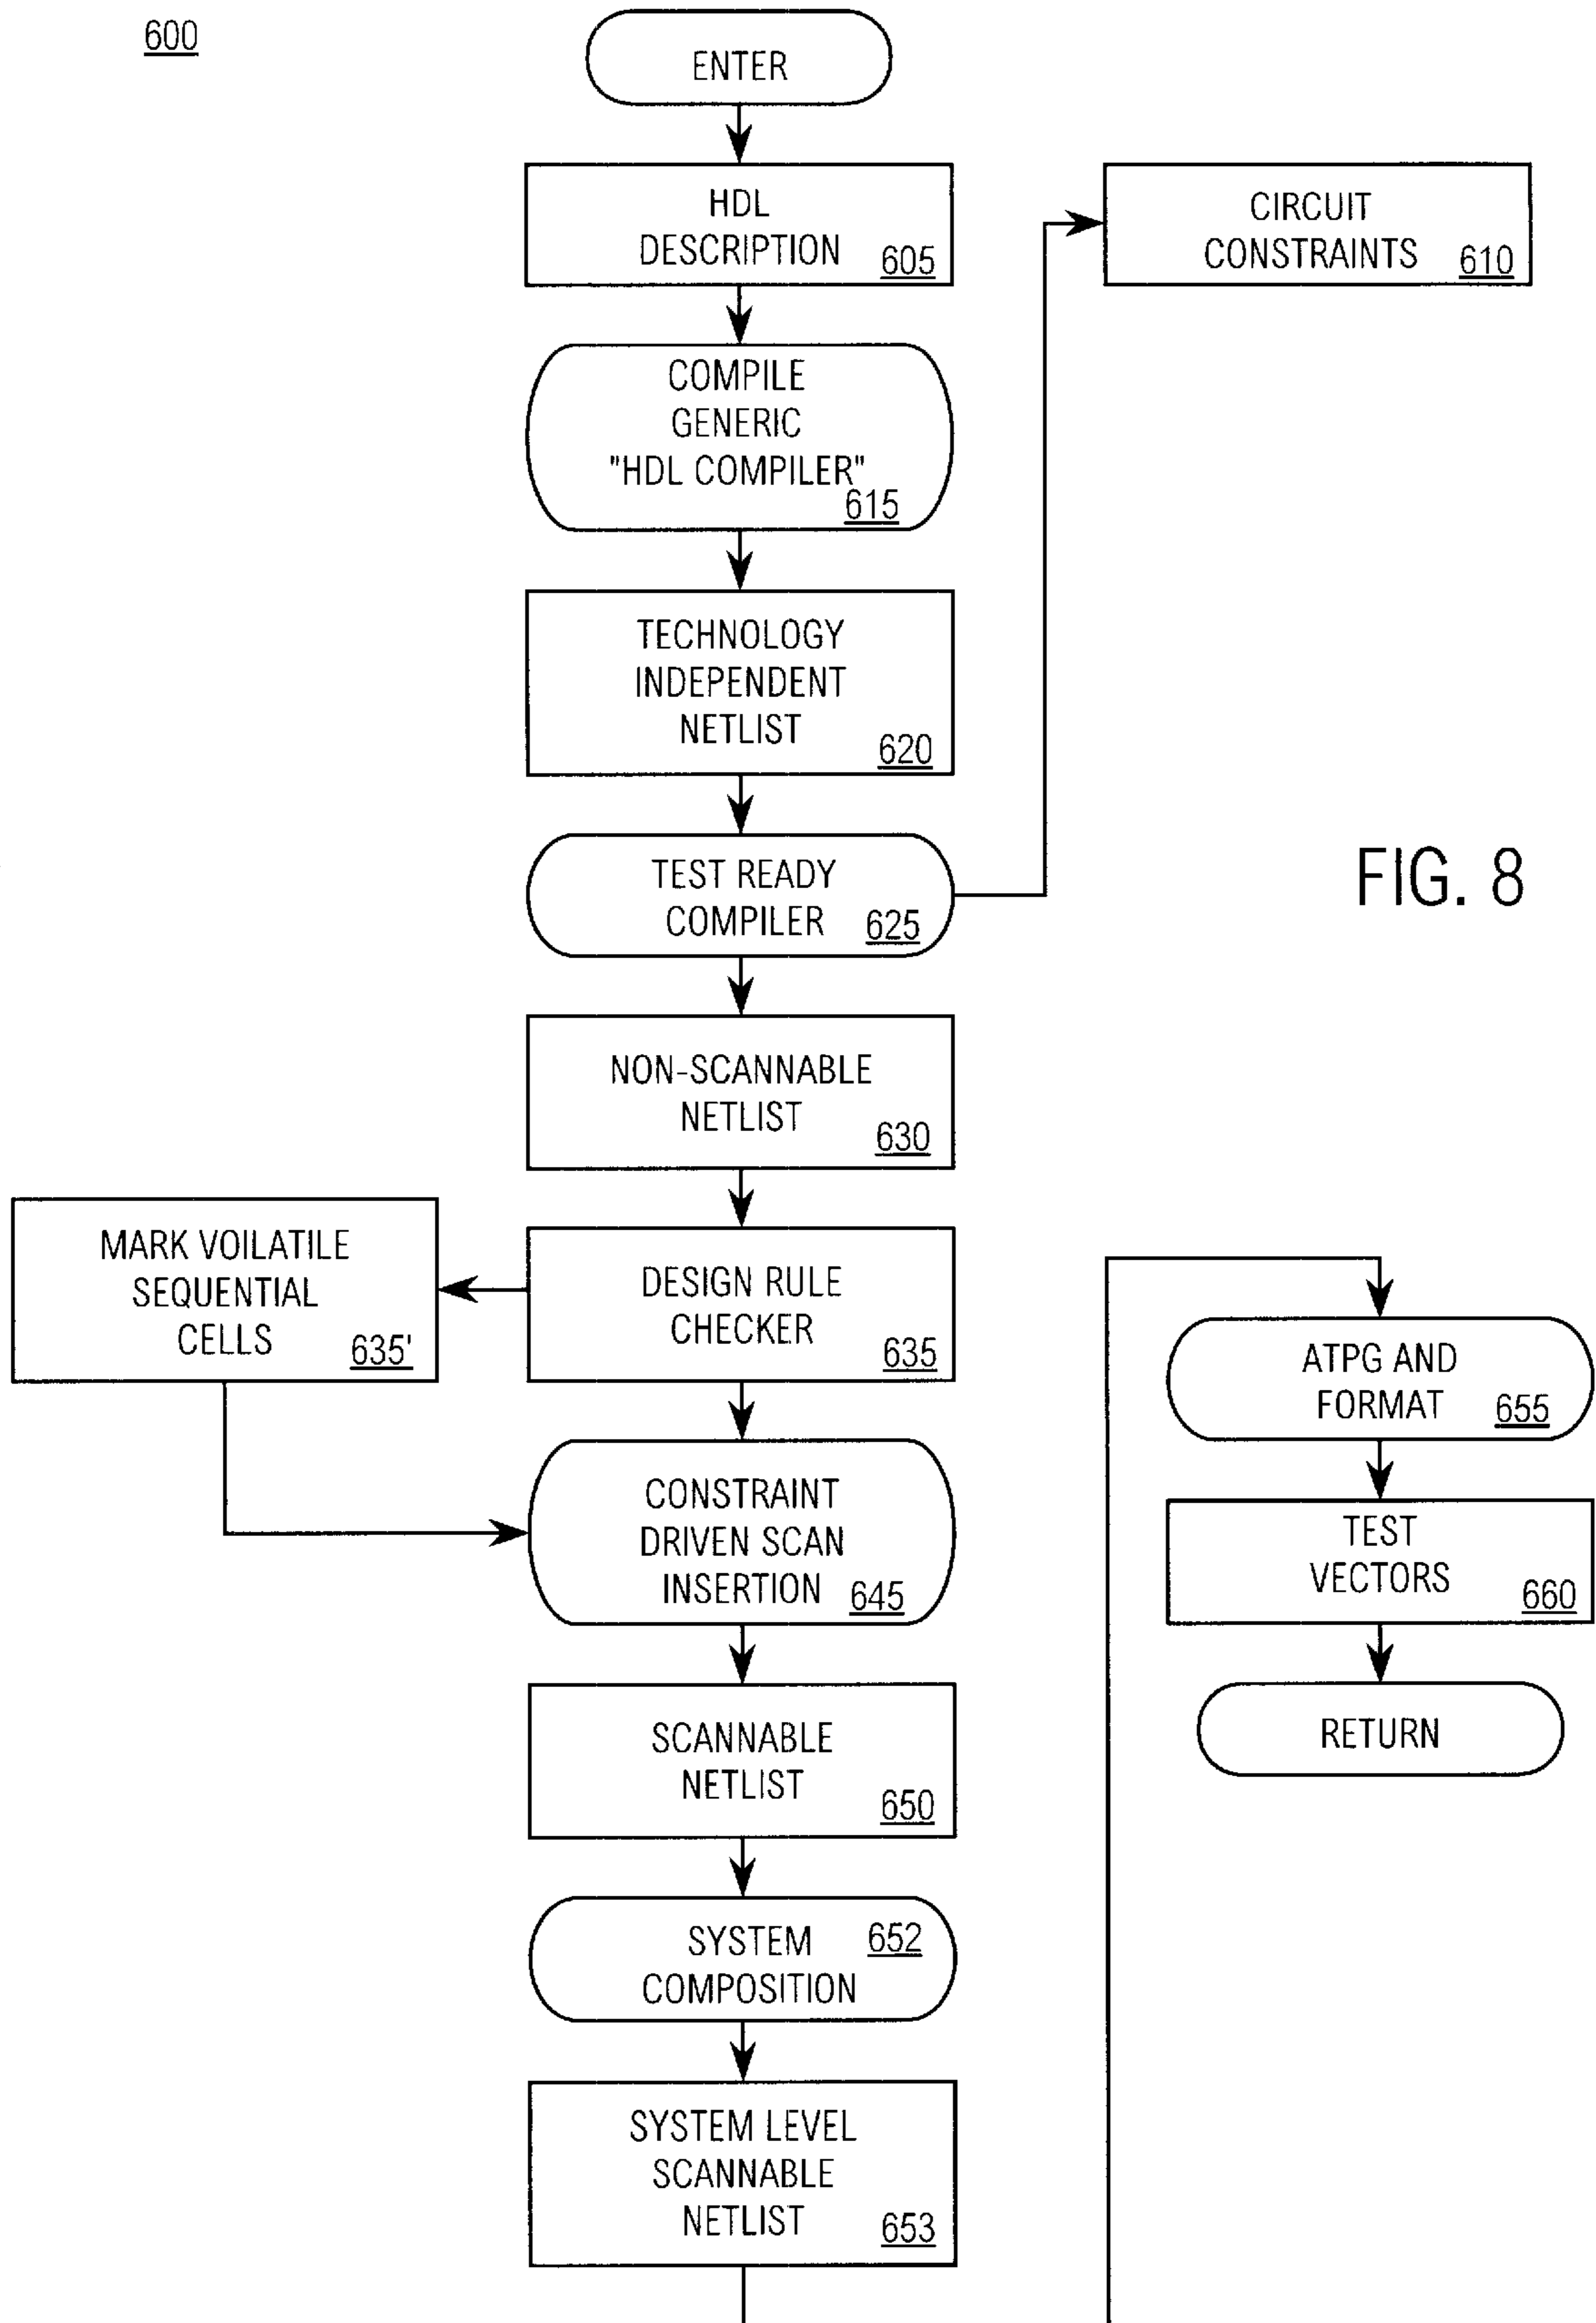 600
ENTER
HDL
DESCRIPTION 605
CIRCUIT
CONSTRAINTS 610
COMPILE
GENERIC
"HDL COMPILER"
615
TECHNOLOGY
INDEPENDENT
NETLIST
620
TEST READY
COMPILER 625
FIG. 8
NON-SCANNABLE
NETLIST
630
MARK VOILATILE
SEQUENTIAL
CELLS 635'
DESIGN RULE
CHECKER 635
CONSTRAINT
DRIVEN SCAN
INSERTION 645
SCANNABLE
NETLIST
650
SYSTEM 652
COMPOSITION
SYSTEM LEVEL
SCANNABLE
NETLIST 653
ATPG AND
FORMAT 655
TEST
VECTORS 660
RETURN